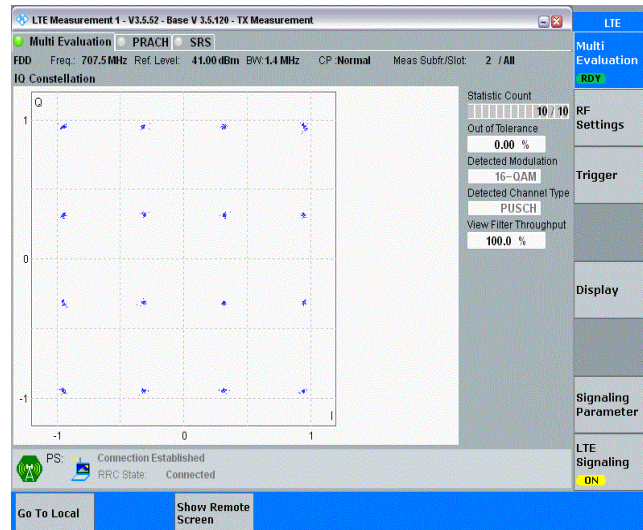 LTE Measurement 1 - V3.5.52 - Base V 3.5.120 - TX Measurement
LTE
Multi Evaluation PRACH SRS
Multi
Evaluation
RDY
FDD Freq.: 707.5 MHz Ref. Level: 41.00 dBm BW: 1.4 MHz CP :Normal Meas Subfr./Slot: 2 / All
IQ Constellation
Q
1
0
-1
-1 0 1
I
Statistic Count
10 / 10
Out of Tolerance
0.00 %
Detected Modulation
16-QAM
Detected Channel Type
PUSCH
View Filter Throughput
100.0 %
RF
Settings
Trigger
Display
Signaling
Parameter
LTE
Signaling
ON
PS: Connection Established
RRC State: Connected
Go To Local
Show Remote
Screen